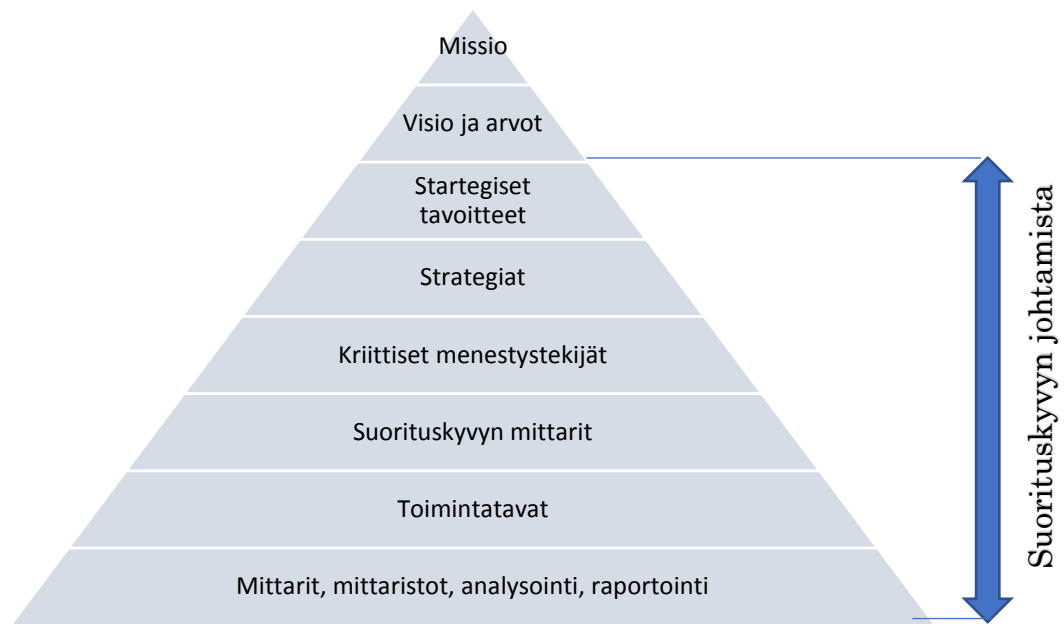 Missio
Visio ja arvot
Startegiset
tavoitteet
Strategiat
Kriittiset menestystekijät
Suorituskyvyn mittarit
Toimintatavat
Mittarit, mittaristot, analysointi, raportointi
Suorituskyvyn johtamista